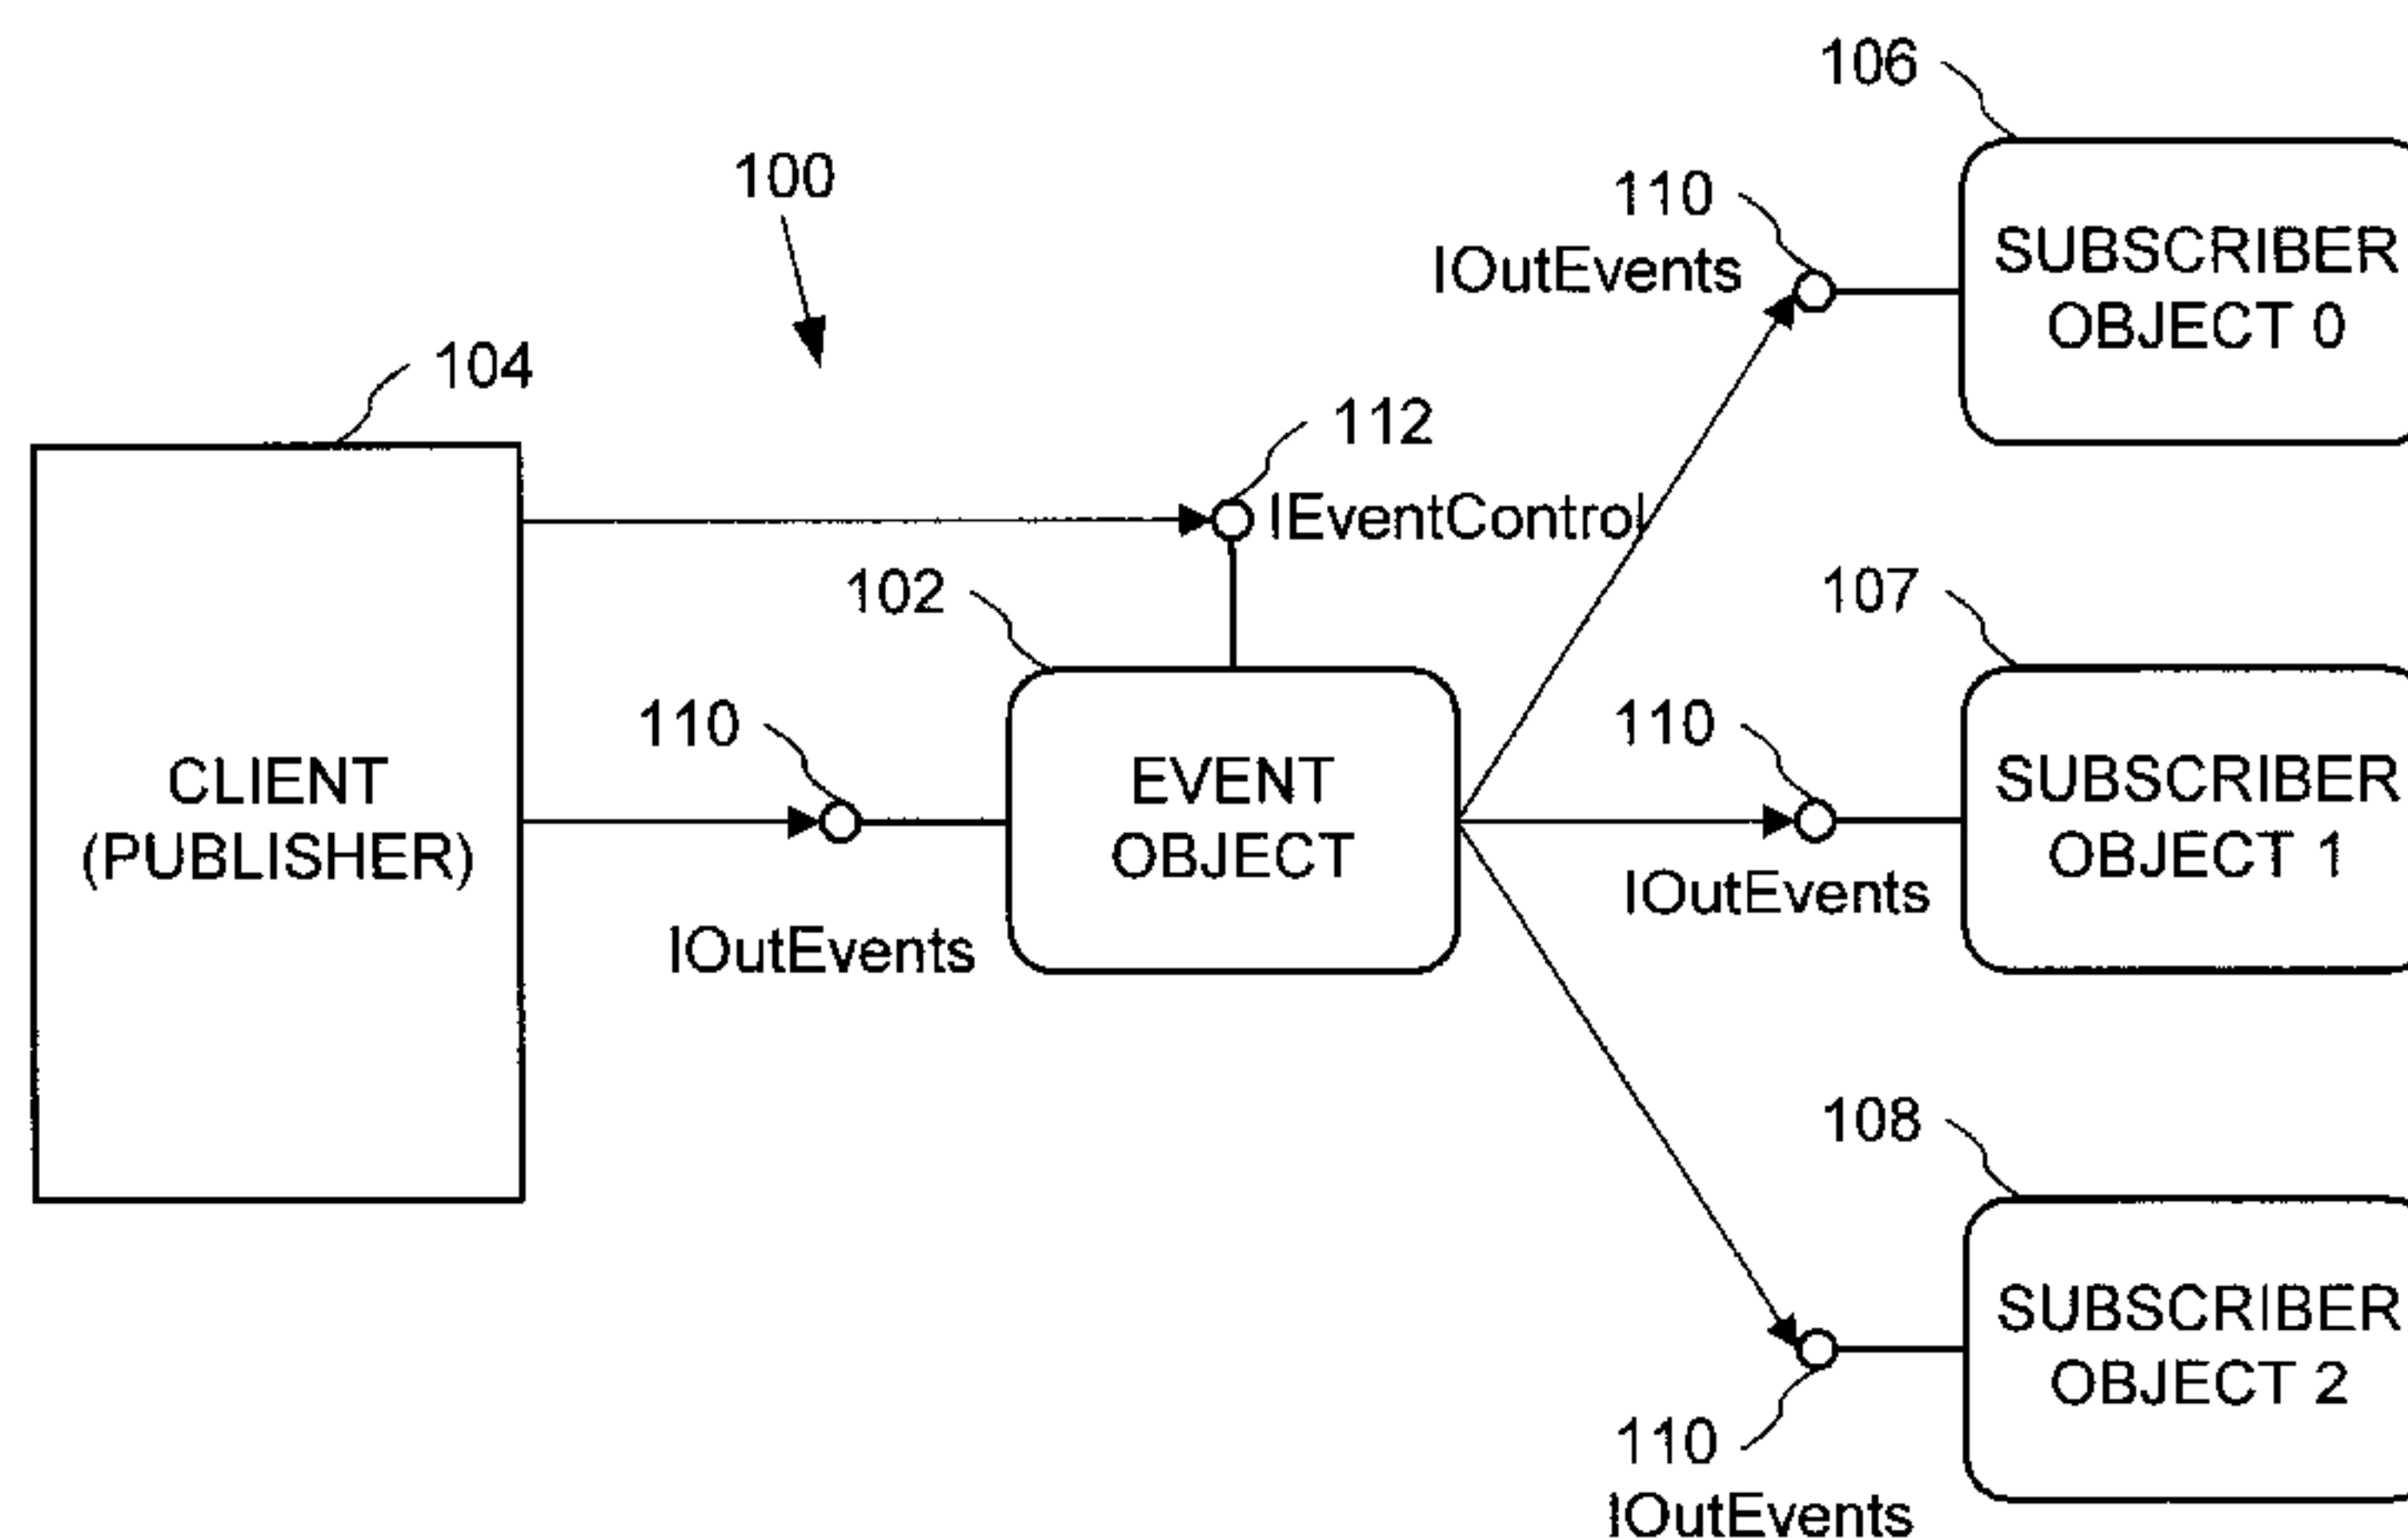 106
100
110
IOutEvents
SUBSCRIBER
OBJECT 0
104
112
IEventControl
102
107
110
110
CLIENT
(PUBLISHER)
EVENT
OBJECT
SUBSCRIBER
OBJECT 1
IOutEvents
IOutEvents
108
SUBSCRIBER
OBJECT 2
110
IOutEvents